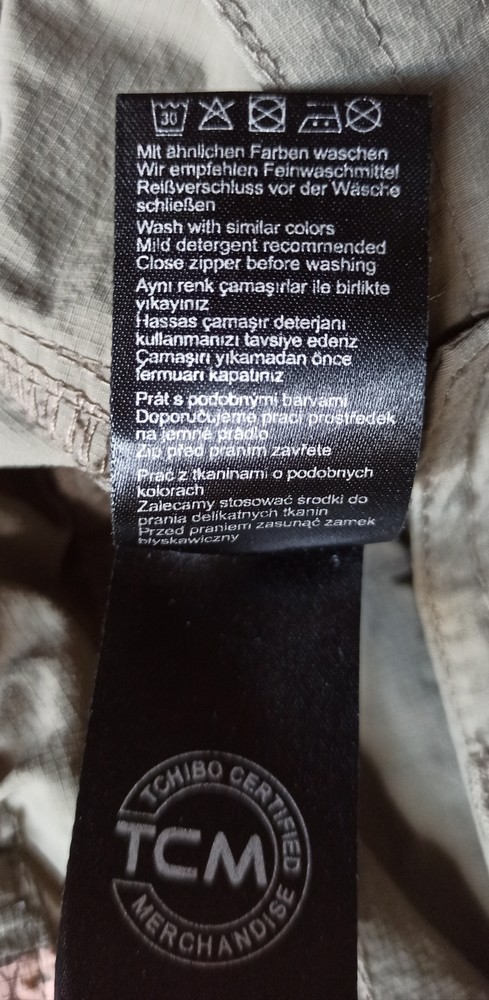 30
Mit ähnlichen Farben waschen
Wir empfehlen Feinwaschmittel
Reißverschluss vor der Wäsche
schließen
Wash with similar colors
Mild detergent recommended
Close zipper before washing
Aynı renk çamaşırlar ile birlikte
yıkayınız
Hassas çamaşır deterjanı
kullanmanızı tavsiye ederiz
Çamaşırı yıkamadan önce
fermuarı kapatınız
Prát s podobnými barvami
Doporučujeme prací prostředek
na jemné prádlo
Zip před praním zavřete
Prać z tkaninami o podobnych
kolorach
Zalecamy stosować środki do
prania delikatnych tkanin
Przed praniem zasunąć zamek
błyskawiczny
TCHIBO CERTIFIED
TCM
MERCHANDISE